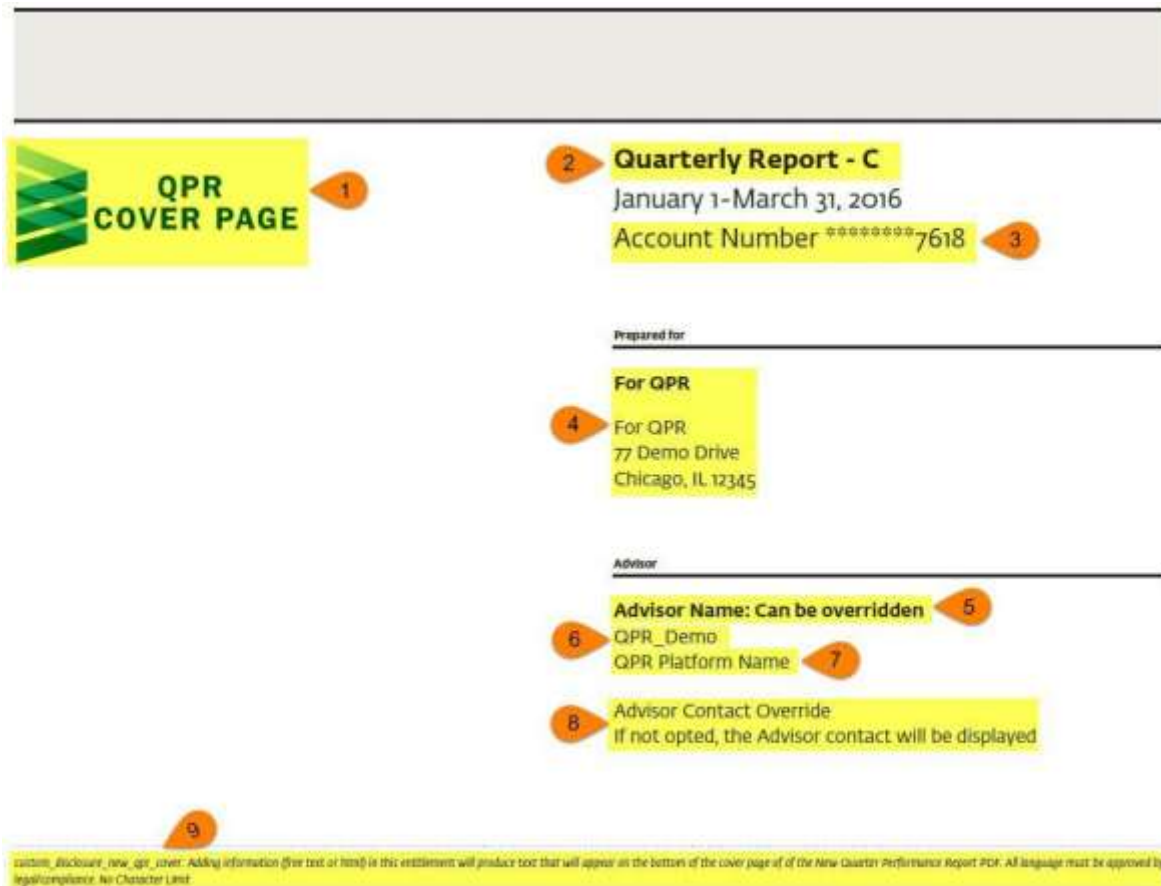 QPR
COVER PAGE
1
2
Quarterly Report - C
January 1-March 31, 2016
Account Number ********7618
3
Prepared for
For QPR
4
For QPR
77 Demo Drive
Chicago, IL 12345
Advisor
Advisor Name: Can be overridden
5
6
QPR_Demo
QPR Platform Name
7
8
Advisor Contact Override
If not opted, the Advisor contact will be displayed
9
custom_disclosure_new_qpr_cover: Adding information (free text or html) in this entitlement will produce text that will appear on the bottom of the cover page of of the New Quarter Performance Report PDF. All language must be approved by
legal/compliance. No Character Limit